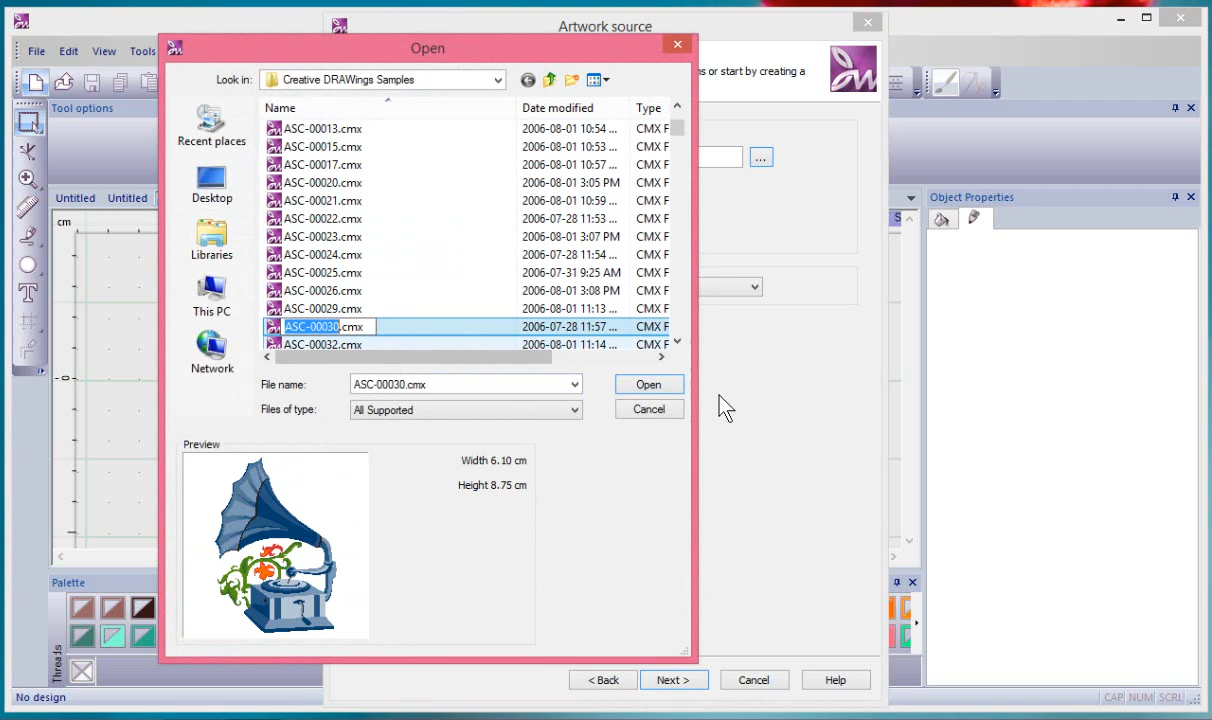 Artwork source
File Edit View Tools
Open
ms or start by creating a
Look in: Creative DRAWings Samples
Tool options
Name Date modified Type
Recent places
Desktop
Libraries
This PC
Network
ASC-00013.cmx 2006-08-01 10:54 ... CMX F
ASC-00015.cmx 2006-08-01 10:53 ... CMX F
ASC-00017.cmx 2006-08-01 10:57 ... CMX F
ASC-00020.cmx 2006-08-01 3:05 PM CMX F
ASC-00021.cmx 2006-08-01 10:59 ... CMX F
ASC-00022.cmx 2006-07-28 11:53 ... CMX F
ASC-00023.cmx 2006-08-01 3:07 PM CMX F
ASC-00024.cmx 2006-07-28 11:54 ... CMX F
ASC-00025.cmx 2006-07-31 9:25 AM CMX F
ASC-00026.cmx 2006-08-01 3:08 PM CMX F
ASC-00029.cmx 2006-08-01 11:13 ... CMX F
ASC-00030.cmx 2006-07-28 11:57 ... CMX F
ASC-00032.cmx 2006-08-01 11:14 ... CMX F
...
Untitled Untitled
S
Object Properties
cm
0
File name: ASC-00030.cmx Open
Files of type: All Supported Cancel
Preview
Width 6.10 cm
Height 8.75 cm
Palette
Threads
< Back Next > Cancel Help
No design
CAP NUM SCRL